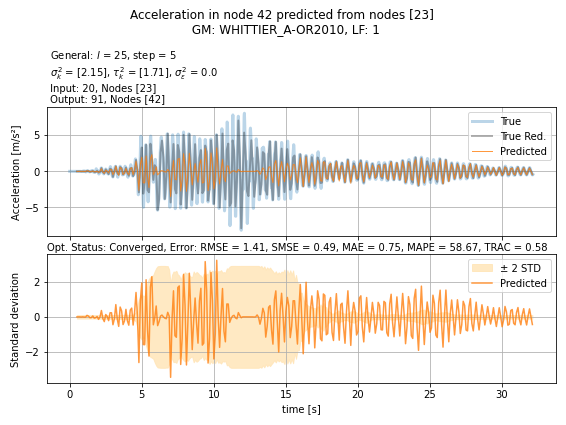 Acceleration in node 42 predicted from nodes [23]
GM: WHITTIER_A-OR2010, LF: 1
General: l = 25, step = 5
σ²ₖ = [2.15], τ²ₖ = [1.71], σ²ε = 0.0
Input: 20, Nodes [23]
Output: 91, Nodes [42]
Acceleration [m/s²]
5
0
−5
True
True Red.
Predicted
Opt. Status: Converged, Error: RMSE = 1.41, SMSE = 0.49, MAE = 0.75, MAPE = 58.67, TRAC = 0.58
Standard deviation
2
0
−2
± 2 STD
Predicted
0 5 10 15 20 25 30
time [s]